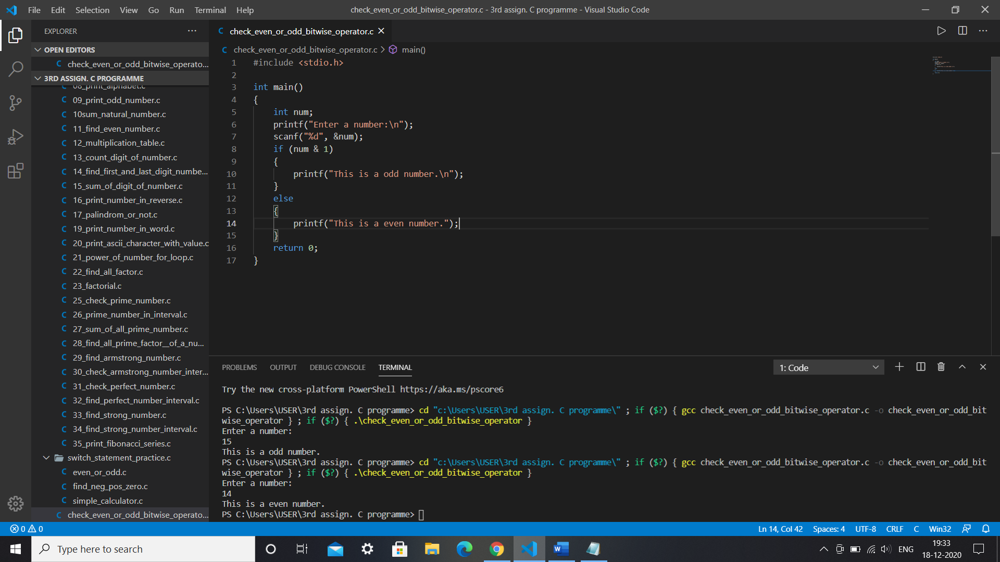 File Edit Selection View Go Run Terminal Help check_even_or_odd_bitwise_operator.c - 3rd assign. C programme - Visual Studio Code
EXPLORER
OPEN EDITORS
check_even_or_odd_bitwise_operato...
3RD ASSIGN. C PROGRAMME
08_print_alphabet.c
09_print_odd_number.c
10sum_natural_number.c
11_find_even_number.c
12_multiplication_table.c
13_count_digit_of_number.c
14_find_first_and_last_digit_numbe...
15_sum_of_digit_of_number.c
16_print_number_in_reverse.c
17_palindrom_or_not.c
19_print_number_in_word.c
20_print_ascii_character_with_value.c
21_power_of_number_for_loop.c
22_find_all_factor.c
23_factorial.c
25_check_prime_number.c
26_prime_number_in_interval.c
27_sum_of_all_prime_number.c
28_find_all_prime_factor__of_a_nu...
29_find_armstrong_number.c
30_check_armstrong_number_inter...
31_check_perfect_number.c
32_find_perfect_number_interval.c
33_find_strong_number.c
34_find_strong_number_interval.c
35_print_fibonacci_series.c
switch_statement_practice.c
even_or_odd.c
find_neg_pos_zero.c
simple_calculator.c
check_even_or_odd_bitwise_operato...
C check_even_or_odd_bitwise_operator.c
C check_even_or_odd_bitwise_operator.c > main()
1 #include <stdio.h>
2
3 int main()
4 {
5 int num;
6 printf("Enter a number:\n");
7 scanf("%d", &num);
8 if (num & 1)
9 {
10 printf("This is a odd number.\n");
11 }
12 else
13 {
14 printf("This is a even number.");
15 }
16 return 0;
17 }
PROBLEMS OUTPUT DEBUG CONSOLE TERMINAL 1: Code
Try the new cross-platform PowerShell https://aka.ms/pscore6
PS C:\Users\USER\3rd assign. C programme> cd "c:\Users\USER\3rd assign. C programme\" ; if ($?) { gcc check_even_or_odd_bitwise_operator.c -o check_even_or_odd_bit
wise_operator } ; if ($?) { .\check_even_or_odd_bitwise_operator }
Enter a number:
15
This is a odd number.
PS C:\Users\USER\3rd assign. C programme> cd "c:\Users\USER\3rd assign. C programme\" ; if ($?) { gcc check_even_or_odd_bitwise_operator.c -o check_even_or_odd_bit
wise_operator } ; if ($?) { .\check_even_or_odd_bitwise_operator }
Enter a number:
14
This is a even number.
PS C:\Users\USER\3rd assign. C programme>
0 0 Ln 14, Col 42 Spaces: 4 UTF-8 CRLF C Win32
Type here to search
ENG
19:33
18-12-2020